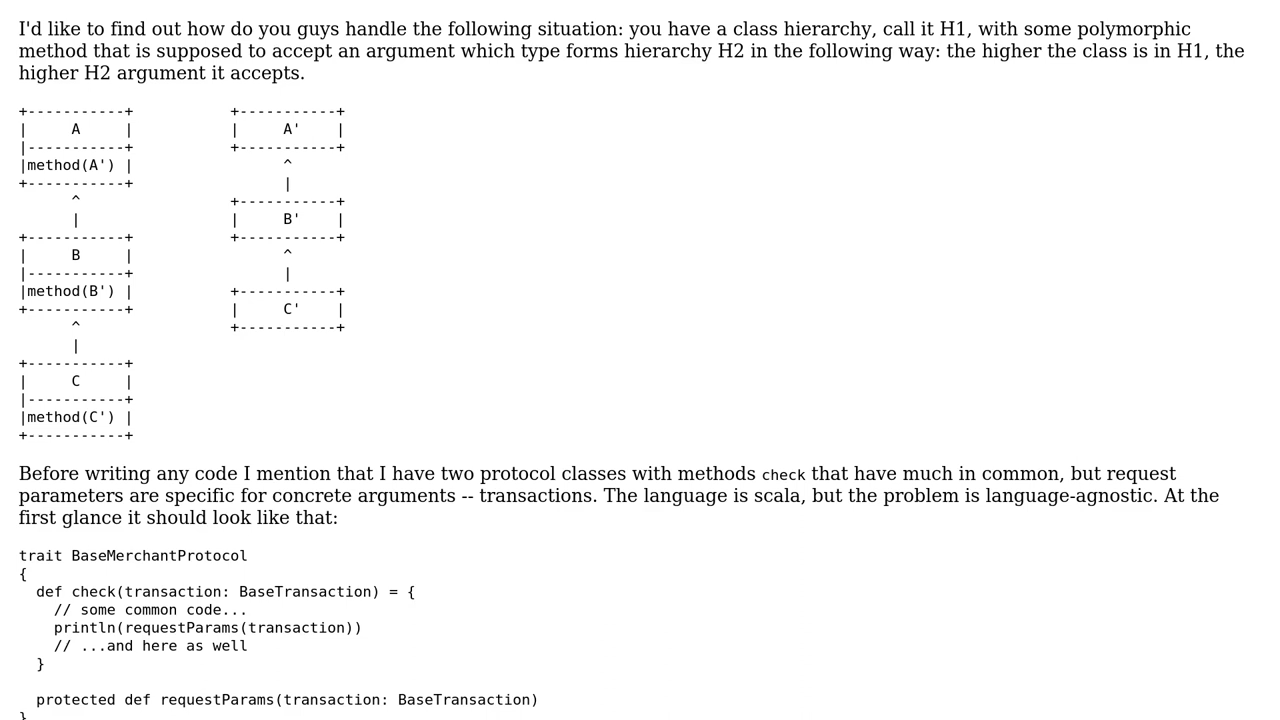 I'd like to find out how do you guys handle the following situation: you have a class hierarchy, call it H1, with some polymorphic
method that is supposed to accept an argument which type forms hierarchy H2 in the following way: the higher the class is in H1, the
higher H2 argument it accepts.
+-----------+           +-----------+
|     A     |           |     A'    |
|-----------+           +-----------+
|method(A') |                 ^
+-----------+                 |
      ^                 +-----------+
      |                 |     B'    |
+-----------+           +-----------+
|     B     |                 ^
|-----------+                 |
|method(B') |           +-----------+
+-----------+           |     C'    |
      ^                 +-----------+
      |
+-----------+
|     C     |
|-----------+
|method(C') |
+-----------+
Before writing any code I mention that I have two protocol classes with methods check that have much in common, but request
parameters are specific for concrete arguments -- transactions. The language is scala, but the problem is language-agnostic. At the
first glance it should look like that:
trait BaseMerchantProtocol
{
  def check(transaction: BaseTransaction) = {
    // some common code...
    println(requestParams(transaction))
    // ...and here as well
  }
  protected def requestParams(transaction: BaseTransaction)
}